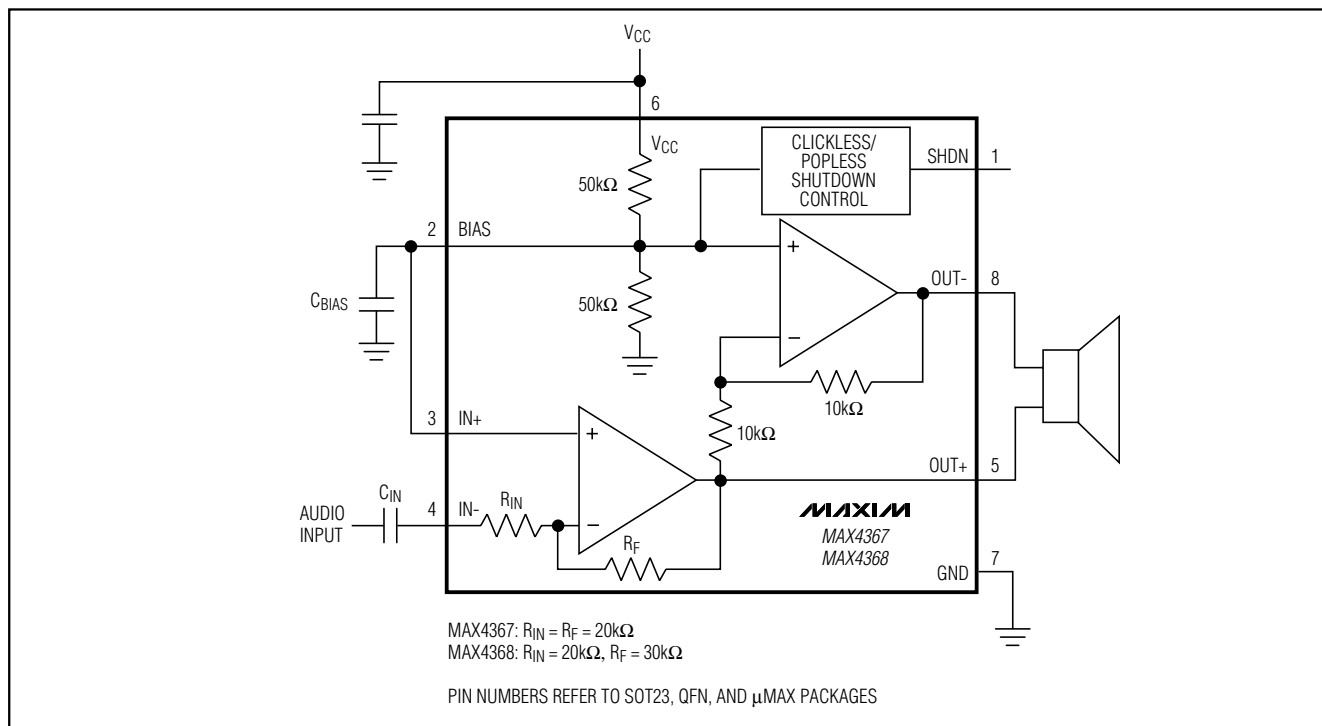 VCC
6
VCC
CLICKLESS/
POPLESS
SHUTDOWN
CONTROL
SHDN
1
50kΩ
2
BIAS
CBIAS
50kΩ
OUT-
8
+
−
10kΩ
10kΩ
3
IN+
+
−
OUT+
5
AUDIO
INPUT
CIN
4
IN-
RIN
RF
MAXIM
MAX4367
MAX4368
GND
7
MAX4367: RIN = RF = 20kΩ
MAX4368: RIN = 20kΩ, RF = 30kΩ
PIN NUMBERS REFER TO SOT23, QFN, AND µMAX PACKAGES